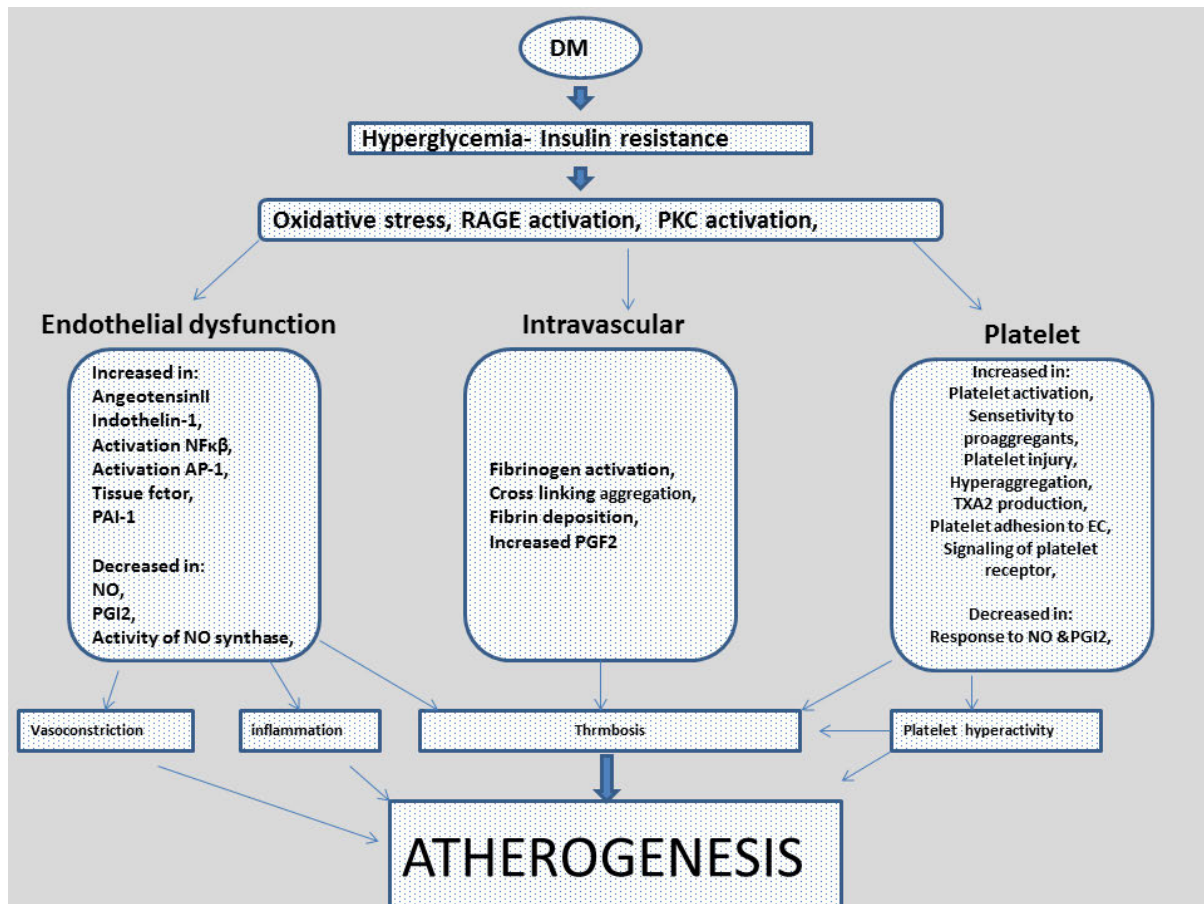 DM
Hyperglycemia- Insulin resistance
Oxidative stress, RAGE activation, PKC activation,
Endothelial dysfunction
Increased in:
AngeotensinII
Indothelin-1,
Activation NFκβ,
Activation AP-1,
Tissue fctor,
PAI-1
Decreased in:
NO,
PGI2,
Activity of NO synthase,
Intravascular
Fibrinogen activation,
Cross linking aggregation,
Fibrin deposition,
Increased PGF2
Platelet
Increased in:
Platelet activation,
Sensetivity to
proaggregants,
Platelet injury,
Hyperaggregation,
TXA2 production,
Platelet adhesion to EC,
Signaling of platelet
receptor,
Decreased in:
Response to NO &PGI2,
Vasoconstriction
inflammation
Thrmbosis
Platelet hyperactivity
ATHEROGENESIS